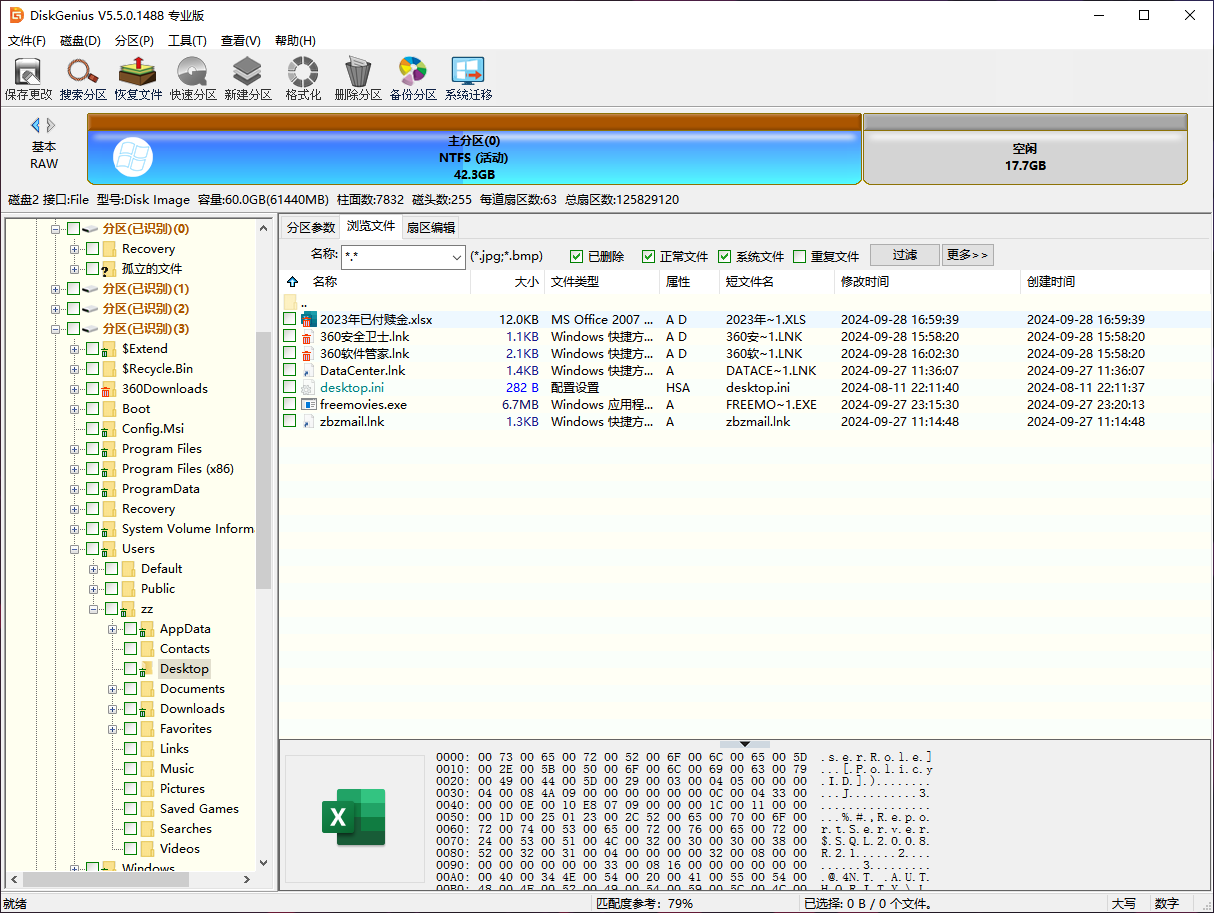 DiskGenius V5.5.0.1488 专业版
文件(F) 磁盘(D) 分区(P) 工具(T) 查看(V) 帮助(H)
保存更改 搜索分区 恢复文件 快速分区 新建分区 格式化 删除分区 备份分区 系统迁移
基本
RAW
主分区(0)
NTFS (活动)
42.3GB
空闲
17.7GB
磁盘2 接口:File 型号:Disk Image 容量:60.0GB(61440MB) 柱面数:7832 磁头数:255 每道扇区数:63 总扇区数:125829120
分区(已识别)(0)
Recovery
孤立的文件
分区(已识别)(1)
分区(已识别)(2)
分区(已识别)(3)
$Extend
$Recycle.Bin
360Downloads
Boot
Config.Msi
Program Files
Program Files (x86)
ProgramData
Recovery
System Volume Informa
Users
Default
Public
zz
AppData
Contacts
Desktop
Documents
Downloads
Favorites
Links
Music
Pictures
Saved Games
Searches
Videos
Windows
分区参数 浏览文件 扇区编辑
名称: *.* (*.jpg;*.bmp) 已删除 正常文件 系统文件 重复文件 过滤 更多>>
名称 大小 文件类型 属性 短文件名 修改时间 创建时间
..
2023年已付赎金.xlsx 12.0KB MS Office 2007 ... A D 2023年~1.XLS 2024-09-28 16:59:39 2024-09-28 16:59:39
360安全卫士.lnk 1.1KB Windows 快捷方... A D 360安~1.LNK 2024-09-28 15:58:20 2024-09-28 15:58:20
360软件管家.lnk 2.1KB Windows 快捷方... A D 360软~1.LNK 2024-09-28 16:02:30 2024-09-28 15:58:20
DataCenter.lnk 1.4KB Windows 快捷方... A DATACE~1.LNK 2024-09-27 11:36:07 2024-09-27 11:36:07
desktop.ini 282 B 配置设置 HSA desktop.ini 2024-08-11 22:11:40 2024-08-11 22:11:37
freemovies.exe 6.7MB Windows 应用程... A FREEMO~1.EXE 2024-09-27 23:15:30 2024-09-27 23:20:13
zbzmail.lnk 1.3KB Windows 快捷方... A zbzmail.lnk 2024-09-27 11:14:48 2024-09-27 11:14:48
X
0000: 00 73 00 65 00 72 00 52 00 6F 00 6C 00 65 00 5D .s.e.r.R.o.l.e.]
0010: 00 2E 00 5B 00 50 00 6F 00 6C 00 69 00 63 00 79 ...[.P.o.l.i.c.y
0020: 00 49 00 44 00 5D 00 29 00 03 00 04 05 00 00 00 .I.D.].)........
0030: 04 00 08 4A 09 00 00 00 00 00 0C 00 04 33 00 ...J.........3.
0040: 00 00 0E 00 10 E8 07 09 00 00 00 1C 00 11 00 00 ................
0050: 00 1D 00 25 01 23 00 2C 52 00 65 00 70 00 6F 00 ...%.#.,R.e.p.o.
0060: 72 00 74 00 53 00 65 00 72 00 76 00 65 00 72 00 r.t.S.e.r.v.e.r.
0070: 24 00 53 00 51 00 4C 00 32 00 30 00 30 00 38 00 $.S.Q.L.2.0.0.8.
0080: 52 00 32 00 31 00 04 00 00 00 00 32 00 08 00 00 R.2.1......2....
0090: 00 00 00 00 00 00 33 00 08 16 00 00 00 00 00 00 ......3.........
00A0: 00 40 00 34 4E 00 54 00 20 00 41 00 55 00 54 00 .@.4N.T. .A.U.T.
00B0: 48 00 4F 00 52 00 49 00 54 00 59 00 5C 00 4C 00 H.O.R.I.T.Y.\.L.
就绪 匹配度参考: 79% 已选择: 0 B / 0 个文件。 大写 数字